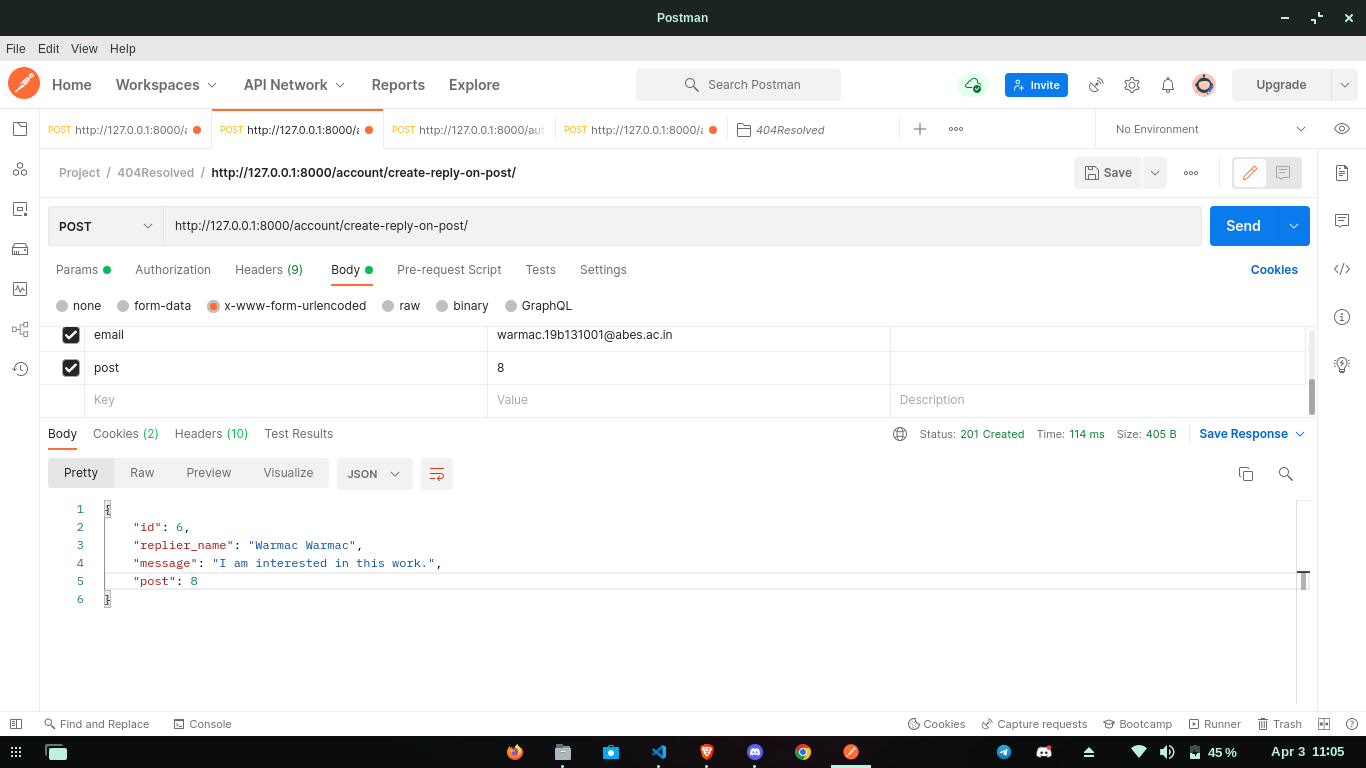 Postman
File Edit View Help
Home Workspaces API Network Reports Explore Search Postman Invite Upgrade
POST http://127.0.0.1:8000/a POST http://127.0.0.1:8000/a POST http://127.0.0.1:8000/aut POST http://127.0.0.1:8000/a 404Resolved No Environment
Project / 404Resolved / http://127.0.0.1:8000/account/create-reply-on-post/ Save
POST http://127.0.0.1:8000/account/create-reply-on-post/ Send
Params Authorization Headers (9) Body Pre-request Script Tests Settings Cookies
none form-data x-www-form-urlencoded raw binary GraphQL
email warmac.19b131001@abes.ac.in
post 8
Key Value Description
Body Cookies (2) Headers (10) Test Results Status: 201 Created Time: 114 ms Size: 405 B Save Response
Pretty Raw Preview Visualize JSON
1 {
2 "id": 6,
3 "replier_name": "Warmac Warmac",
4 "message": "I am interested in this work.",
5 "post": 8
6 }
Find and Replace Console Cookies Capture requests Bootcamp Runner Trash
45 % Apr 3 11:05